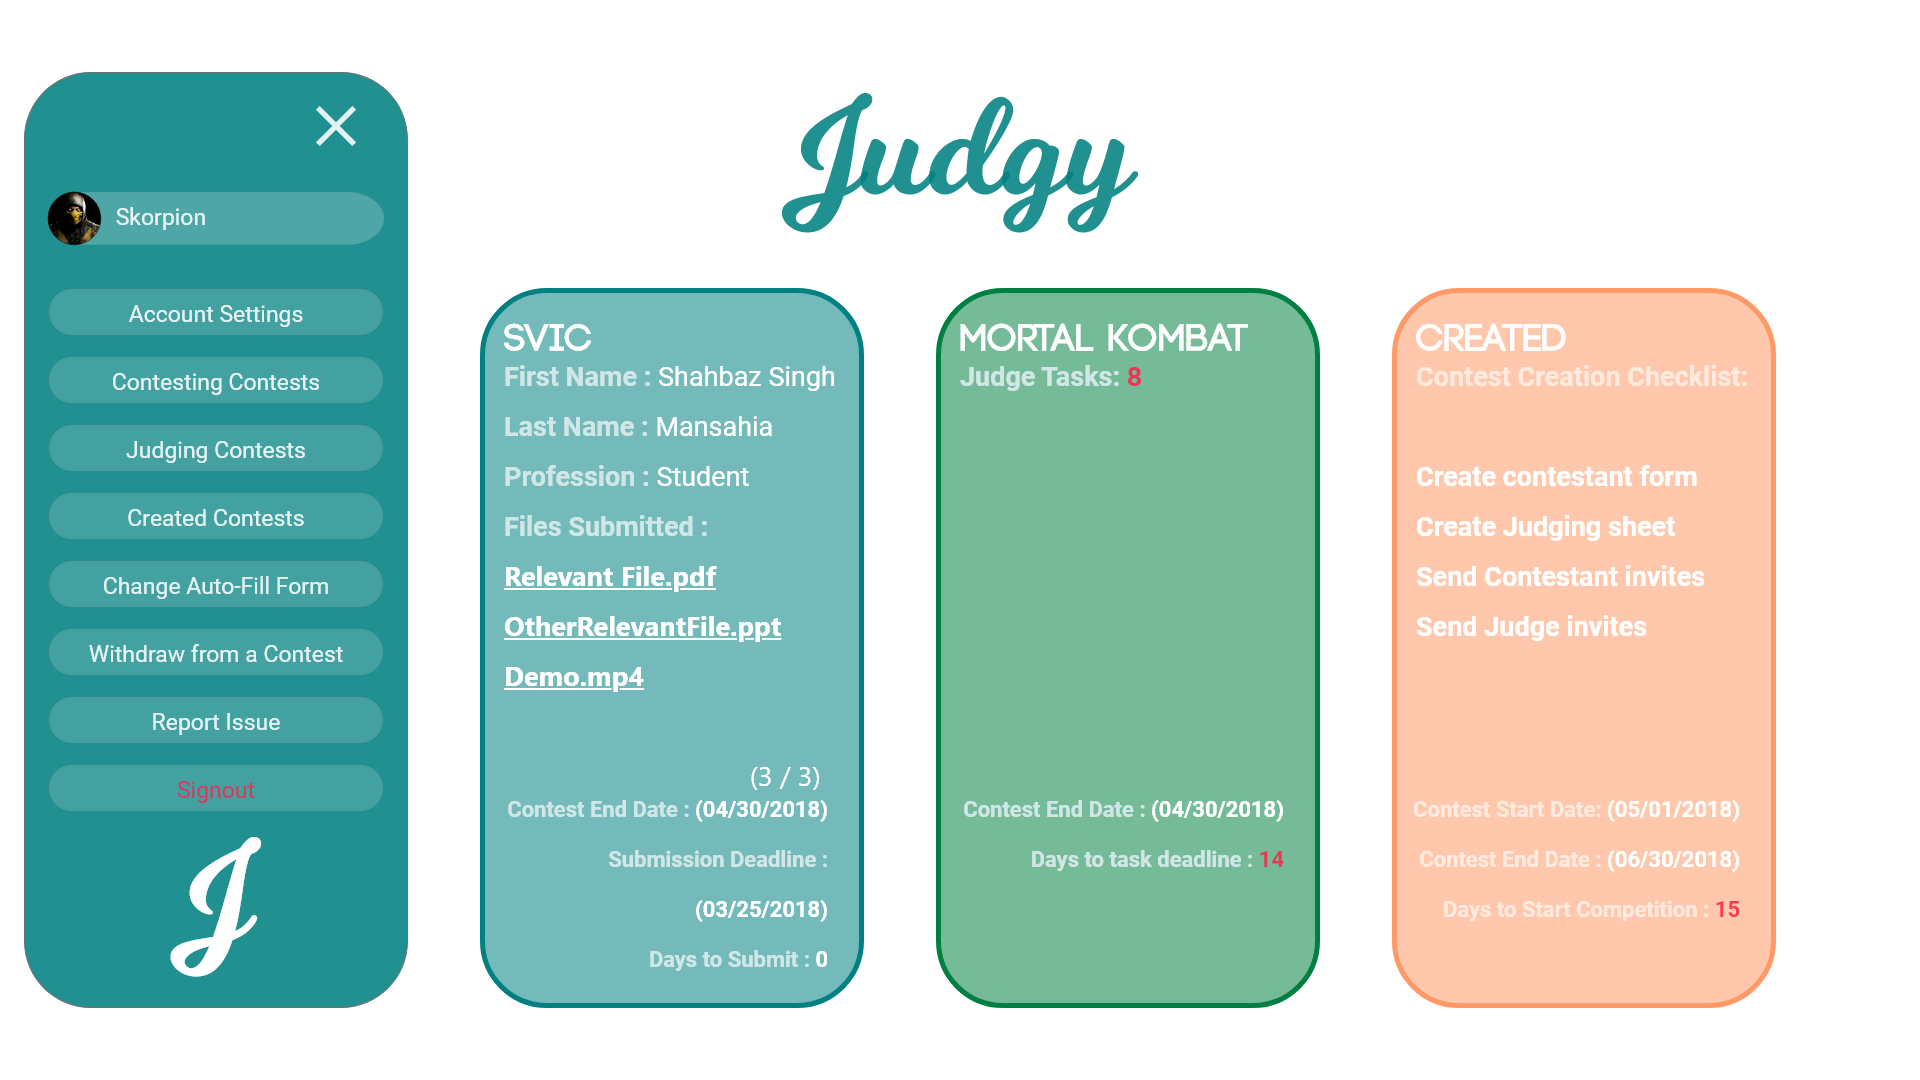 Judgy
Skorpion
Account Settings
Contesting Contests
Judging Contests
Created Contests
Change Auto-Fill Form
Withdraw from a Contest
Report Issue
Signout
J
SVIC
First Name : Shahbaz Singh
Last Name : Mansahia
Profession : Student
Files Submitted :
Relevant File.pdf
OtherRelevantFile.ppt
Demo.mp4
(3 / 3)
Contest End Date : (04/30/2018)
Submission Deadline :
(03/25/2018)
Days to Submit : 0
MORTAL KOMBAT
Judge Tasks: 8
Contest End Date : (04/30/2018)
Days to task deadline : 14
CREATED
Contest Creation Checklist:
Create contestant form
Create Judging sheet
Send Contestant invites
Send Judge invites
Contest Start Date: (05/01/2018)
Contest End Date : (06/30/2018)
Days to Start Competition : 15